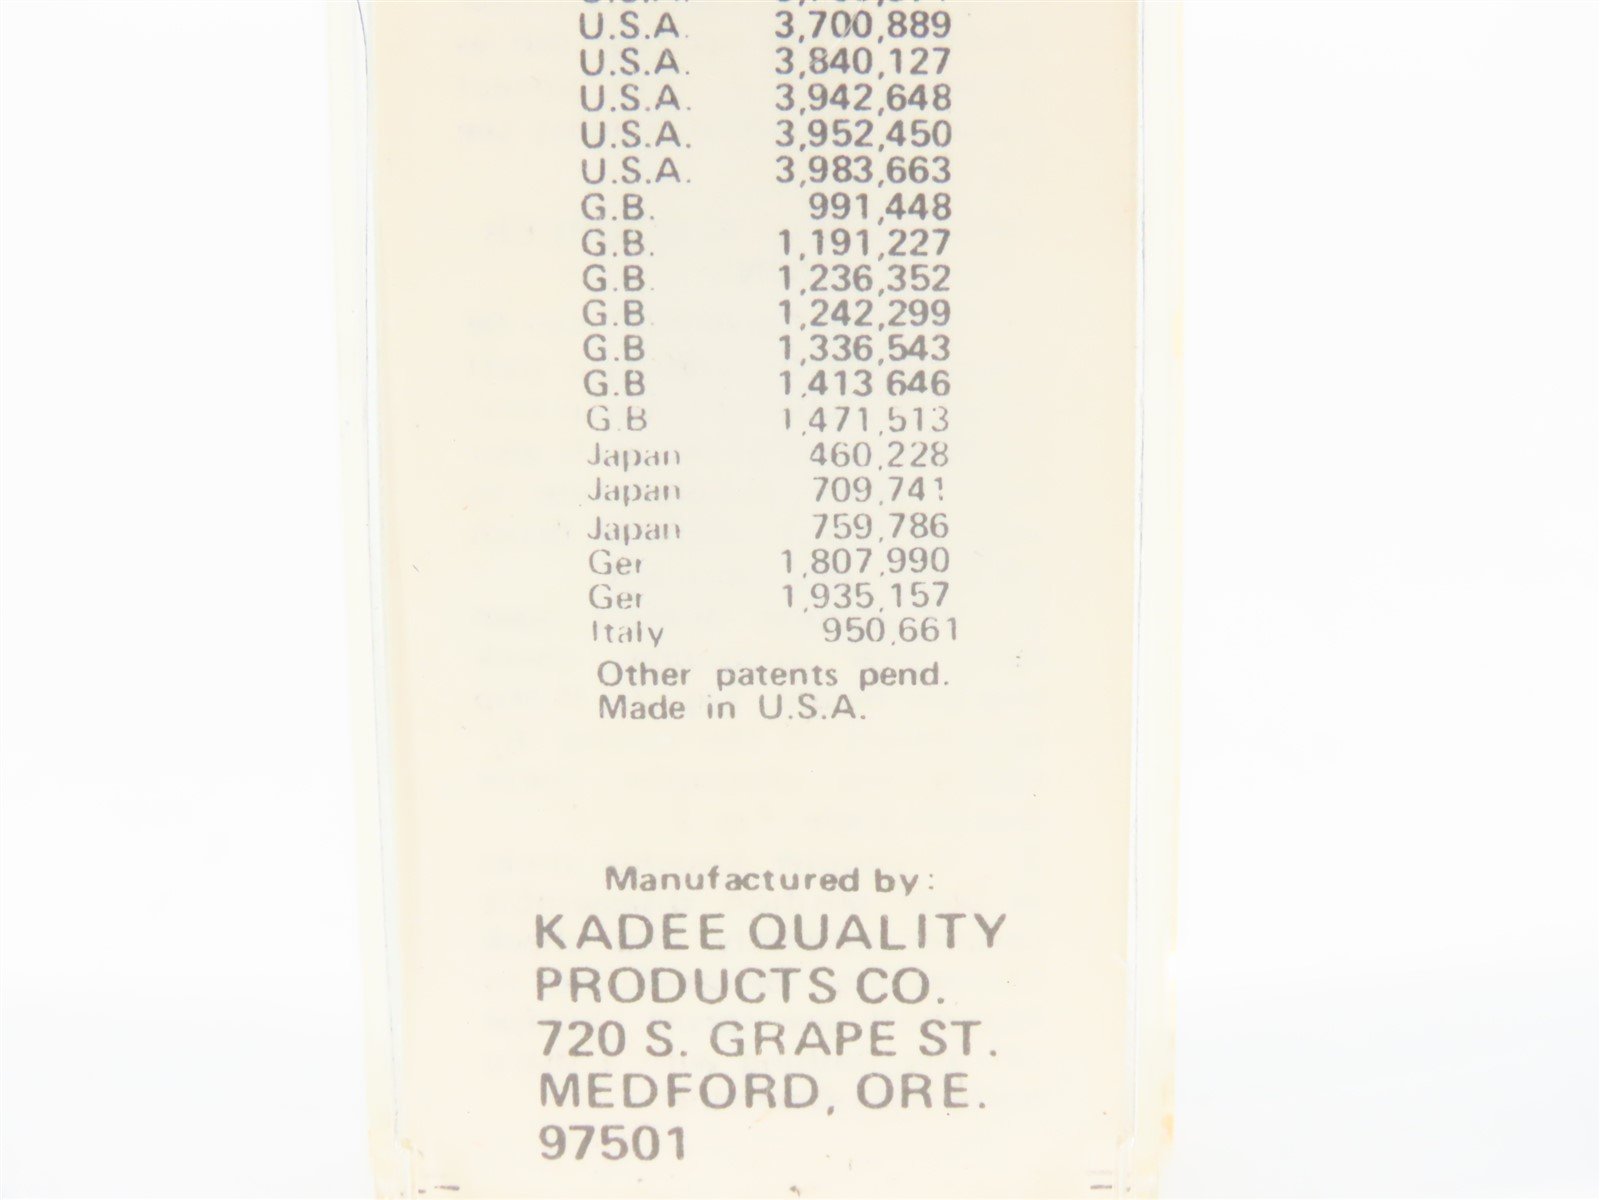 U.S.A. 3,700,889
U.S.A. 3,840,127
U.S.A. 3,942,648
U.S.A. 3,952,450
U.S.A. 3,983,663
G.B. 991,448
G.B. 1,191,227
G.B. 1,236,352
G.B. 1,242,299
G.B 1,336,543
G.B 1,413 646
G.B 1,471,513
Japan 460,228
Japan 709,741
Japan 759,786
Ger 1,807,990
Ger 1,935,157
Italy 950,661
Other patents pend.
Made in U.S.A.
Manufactured by:
KADEE QUALITY
PRODUCTS CO.
720 S. GRAPE ST.
MEDFORD, ORE.
97501